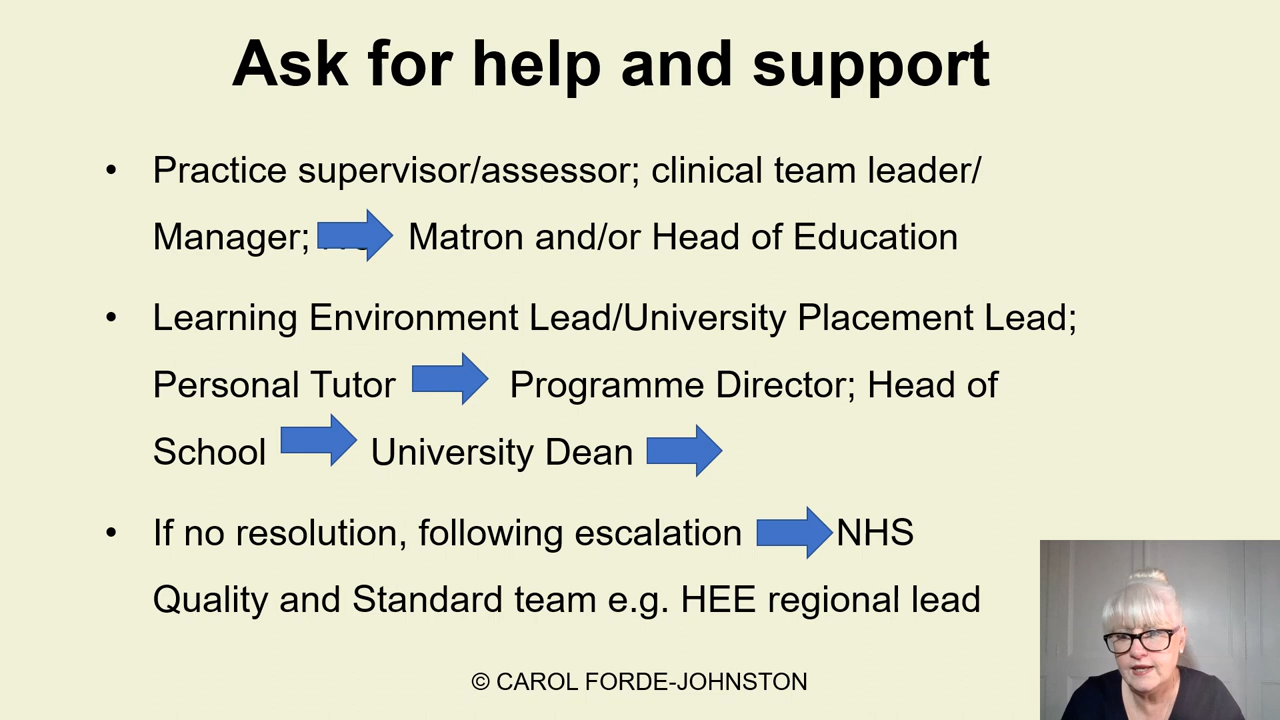 Ask for help and support
• Practice supervisor/assessor; clinical team leader/
Manager; Matron and/or Head of Education
• Learning Environment Lead/University Placement Lead;
Personal Tutor Programme Director; Head of
School University Dean
• If no resolution, following escalation NHS
Quality and Standard team e.g. HEE regional lead
© CAROL FORDE-JOHNSTON